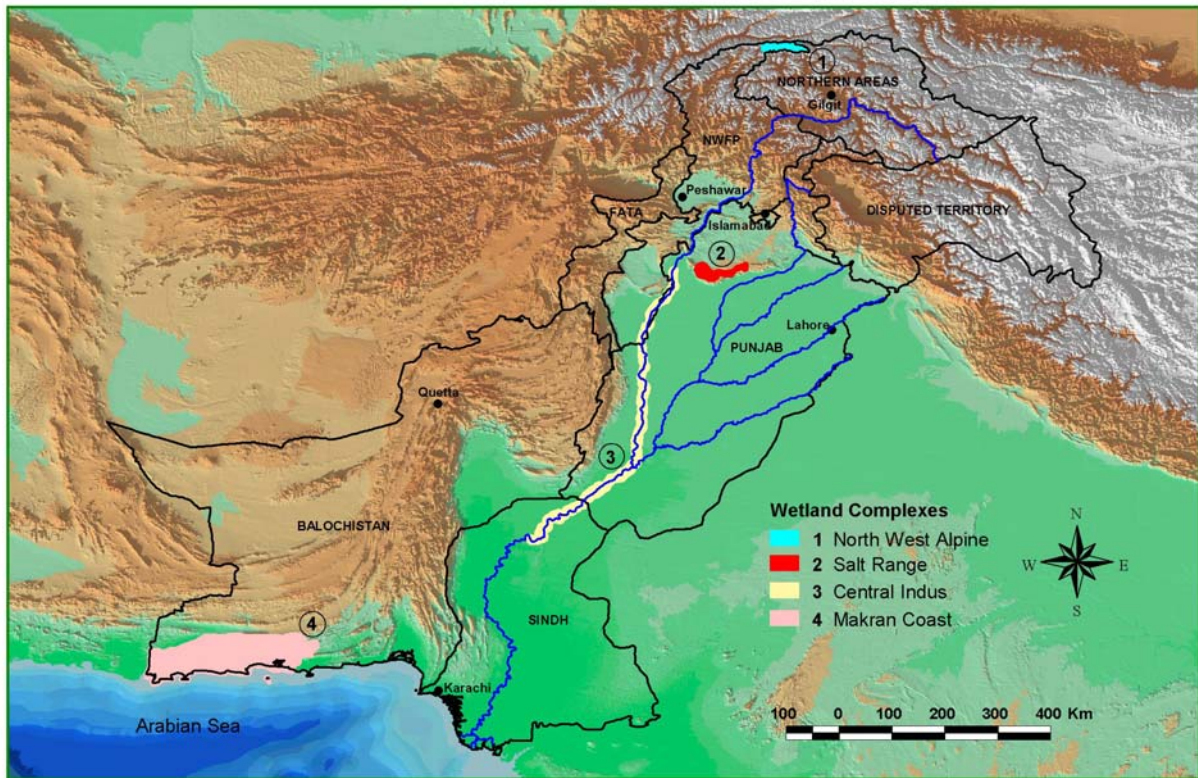 1
NORTHERN AREAS
Gilgit
NWFP
Peshawar
DISPUTED TERRITORY
FATA
Islamabad
2
Lahore
PUNJAB
Quetta
3
Wetland Complexes
1 North West Alpine
2 Salt Range
3 Central Indus
4 Makran Coast
N
W E
S
BALOCHISTAN
4
SINDH
Karachi
Arabian Sea
100 0 100 200 300 400 Km